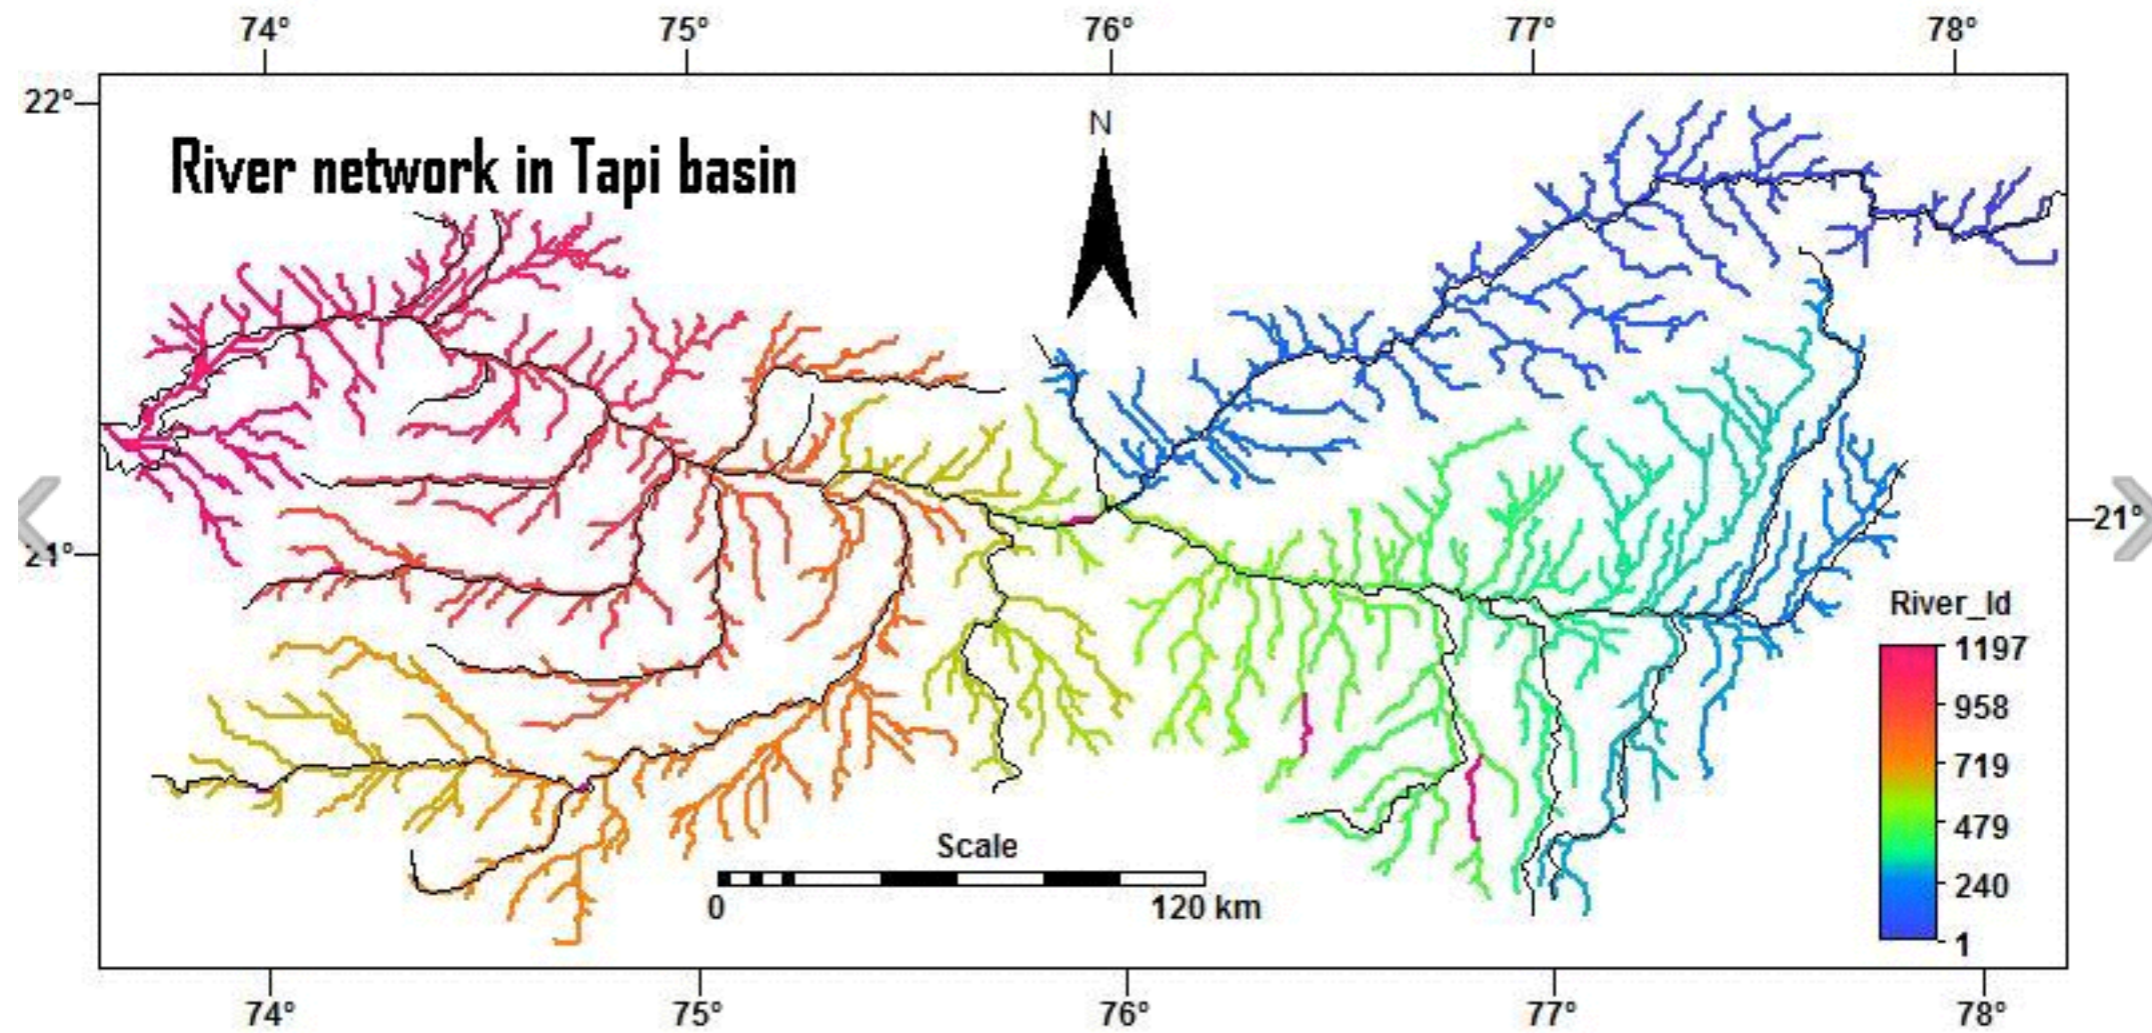 74° 75° 76° 77° 78°
22°
N
River network in Tapi basin
21° 21°
River_Id
1197
958
719
479
240
1
Scale
0 120 km
74° 75° 76° 77° 78°